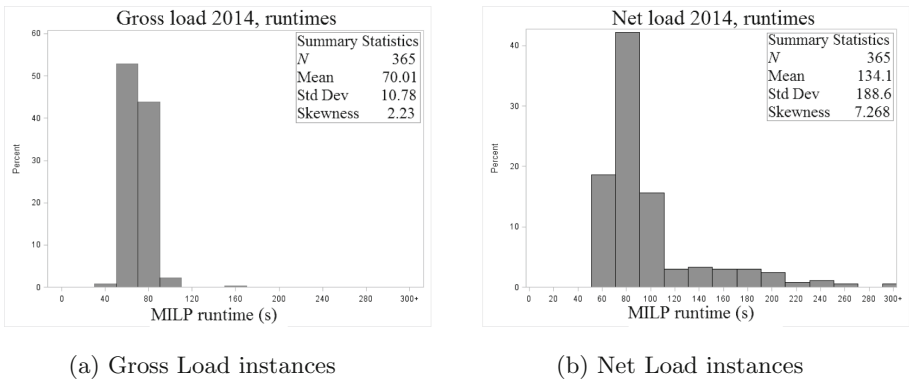 Gross load 2014, runtimes
60
50
40
30
20
10
0
Percent
Summary Statistics
N 365
Mean 70.01
Std Dev 10.78
Skewness 2.23
0 40 80 120 160 200 240 280 300+
MILP runtime (s)
(a) Gross Load instances
Net load 2014, runtimes
40
30
20
10
0
Percent
Summary Statistics
N 365
Mean 134.1
Std Dev 188.6
Skewness 7.268
0 20 40 60 80 100 120 140 160 180 200 220 240 260 280 300+
MILP runtime (s)
(b) Net Load instances